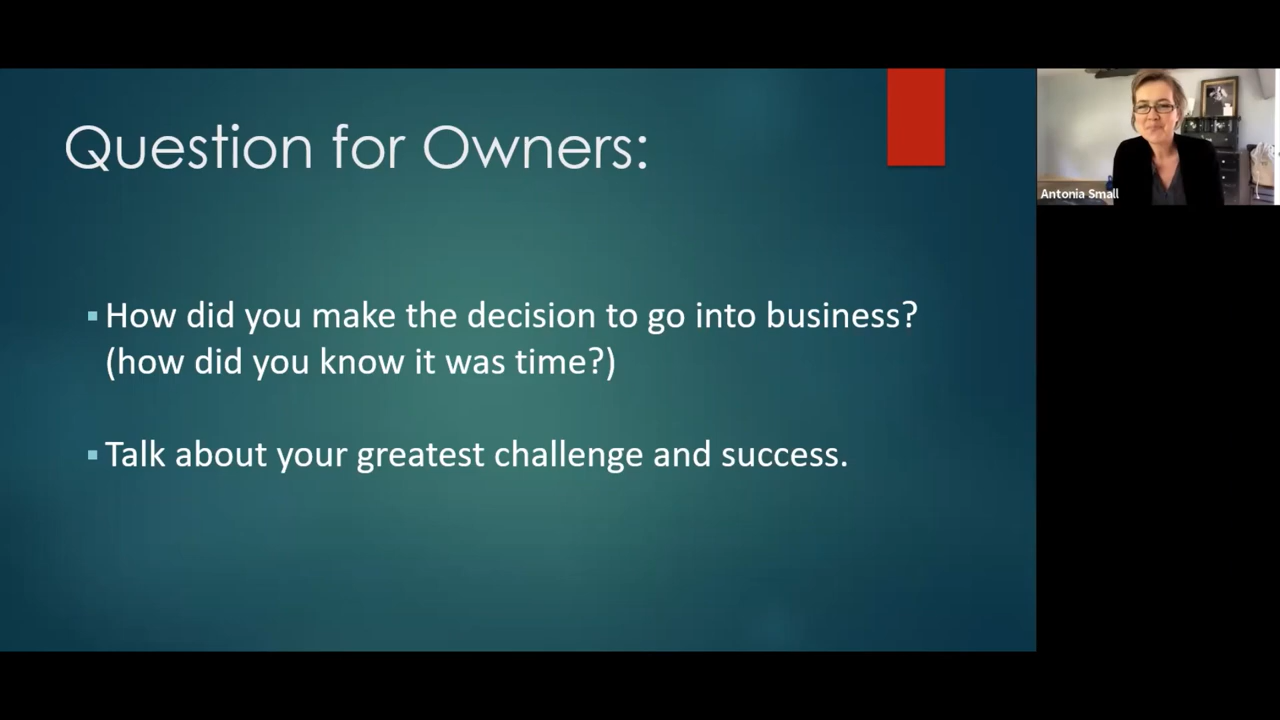 Question for Owners:
How did you make the decision to go into business?
(how did you know it was time?)
Talk about your greatest challenge and success.
Antonia Small